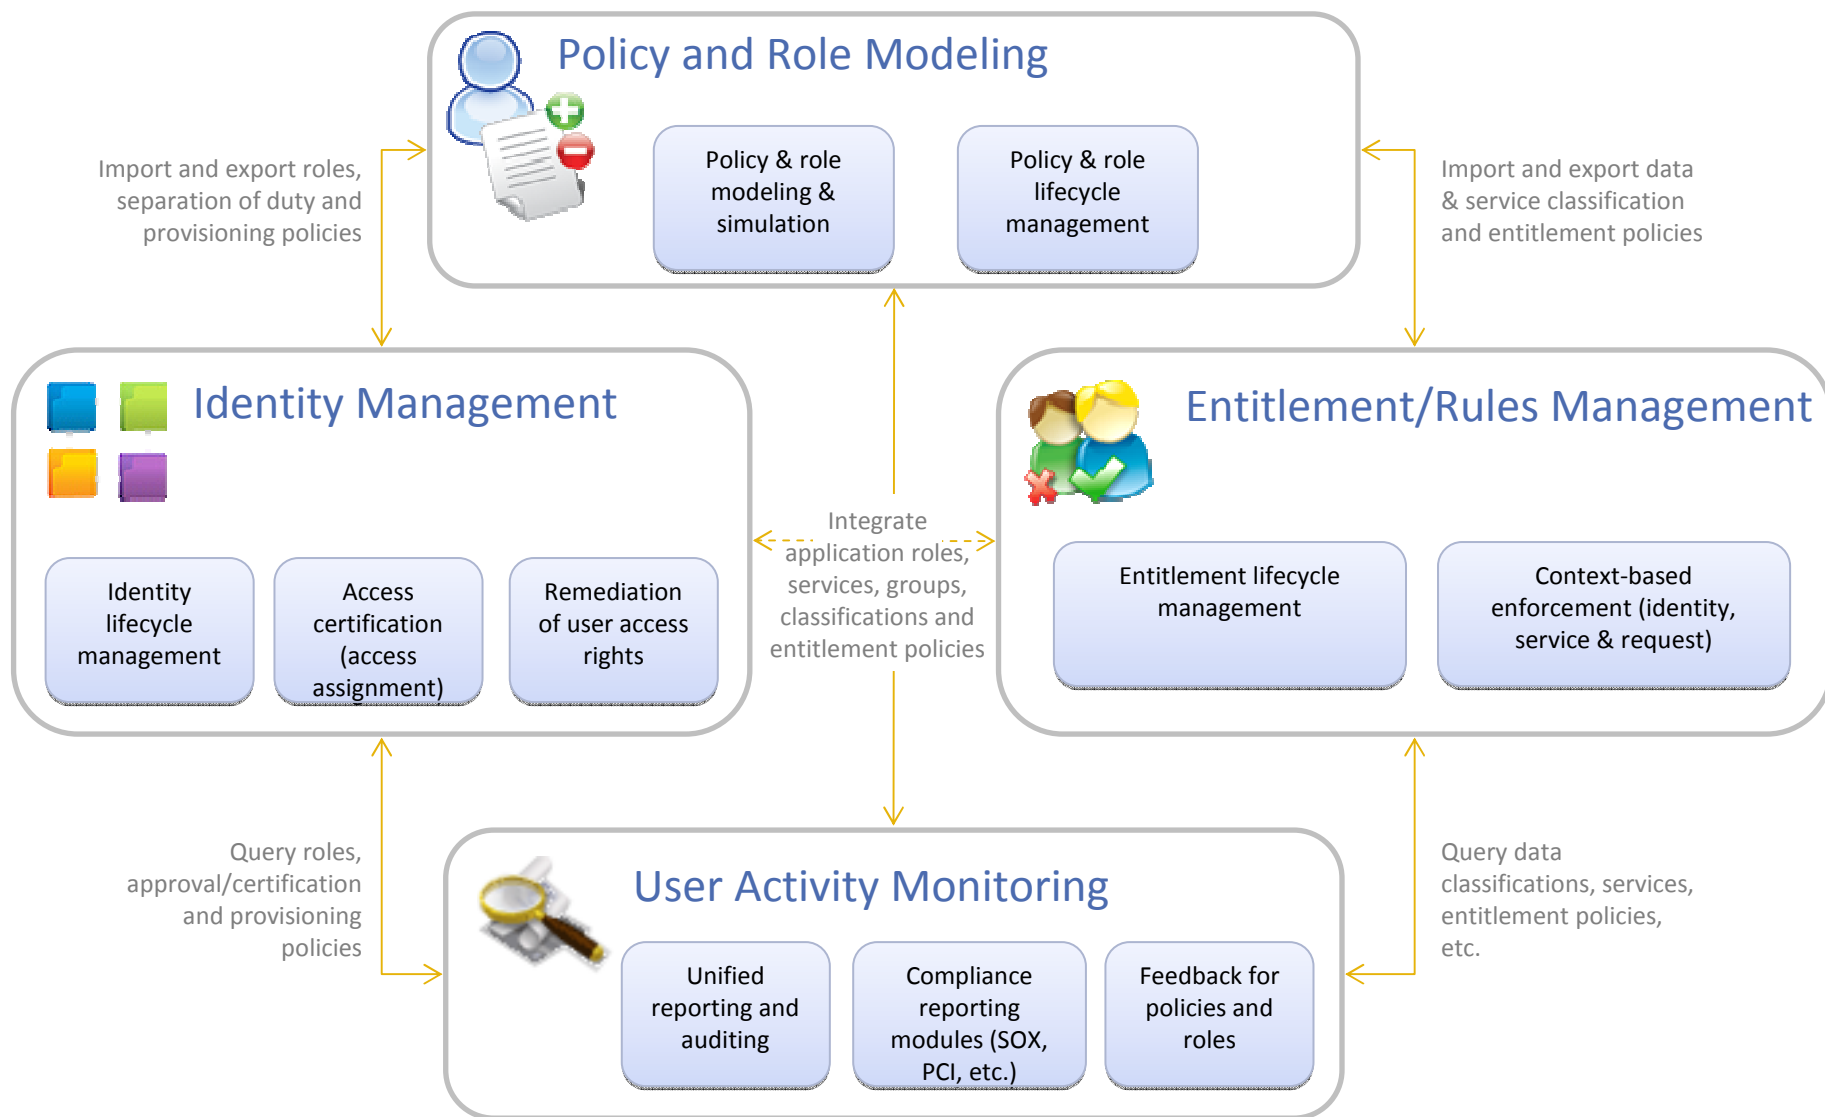 Policy and Role Modeling
Policy & role
modeling &
simulation
Policy & role
lifecycle
management
Import and export roles,
separation of duty and
provisioning policies
Import and export data
& service classification
and entitlement policies
Identity Management
Identity
lifecycle
management
Access
certification
(access
assignment)
Remediation
of user access
rights
Integrate
application roles,
services, groups,
classifications and
entitlement policies
Entitlement/Rules Management
Entitlement lifecycle
management
Context-based
enforcement (identity,
service & request)
Query roles,
approval/certification
and provisioning
policies
User Activity Monitoring
Unified
reporting and
auditing
Compliance
reporting
modules (SOX,
PCI, etc.)
Feedback for
policies and
roles
Query data
classifications, services,
entitlement policies,
etc.